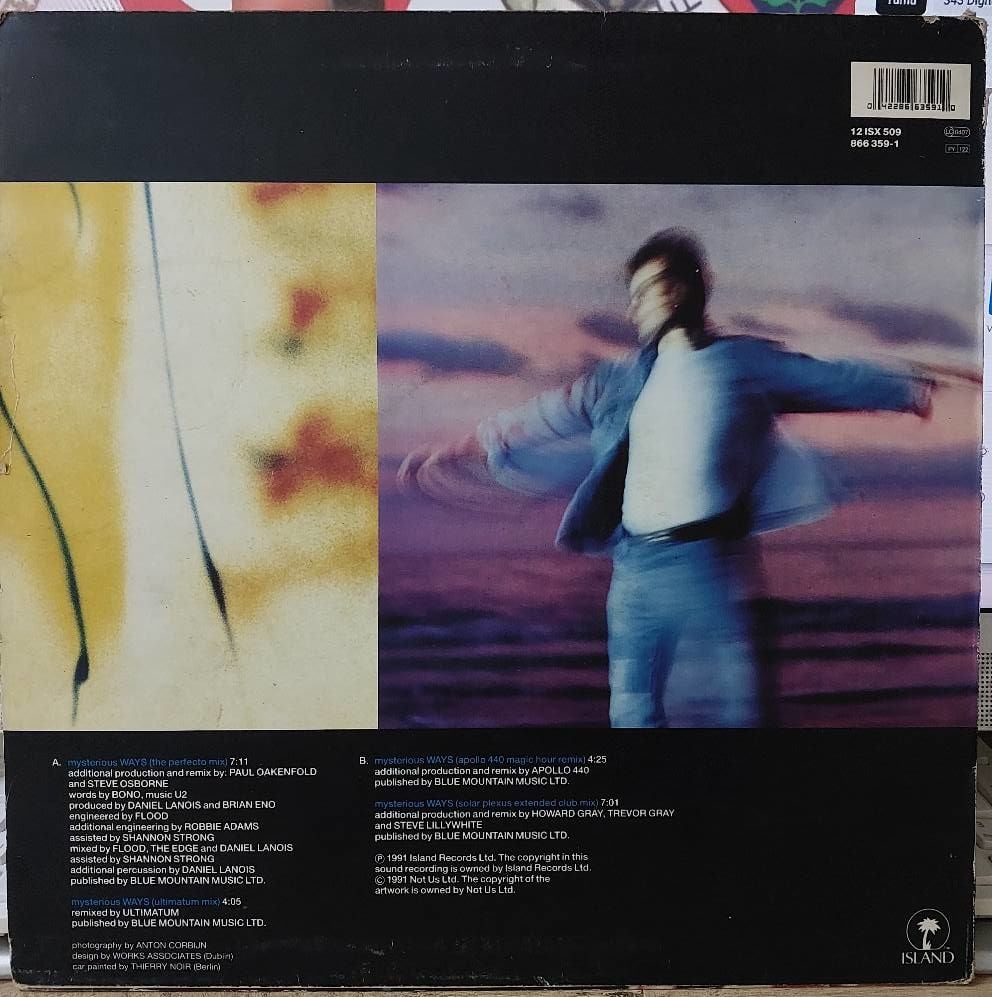 0 42286 63591 0
12 ISX 509
866 359-1
LC 0407
PY 122
A. mysterious WAYS (the perfecto mix) 7:11
additional production and remix by: PAUL OAKENFOLD
and STEVE OSBORNE
words by BONO, music U2
produced by DANIEL LANOIS and BRIAN ENO
engineered by FLOOD
additional engineering by ROBBIE ADAMS
assisted by SHANNON STRONG
mixed by FLOOD, THE EDGE and DANIEL LANOIS
assisted by SHANNON STRONG
additional percussion by DANIEL LANOIS
published by BLUE MOUNTAIN MUSIC LTD.
mysterious WAYS (ultimatum mix) 4:05
remixed by ULTIMATUM
published by BLUE MOUNTAIN MUSIC LTD.
photography by ANTON CORBIJN
design by WORKS ASSOCIATES (Dublin)
car painted by THIERRY NOIR (Berlin)
B. mysterious WAYS (apollo 440 magic hour remix) 4:25
additional production and remix by APOLLO 440
published by BLUE MOUNTAIN MUSIC LTD.
mysterious WAYS (solar plexus extended club mix) 7:01
additional production and remix by HOWARD GRAY, TREVOR GRAY
and STEVE LILLYWHITE
published by BLUE MOUNTAIN MUSIC LTD.
℗ 1991 Island Records Ltd. The copyright in this
sound recording is owned by Island Records Ltd.
© 1991 Not Us Ltd. The copyright of the
artwork is owned by Not Us Ltd.
ISLAND